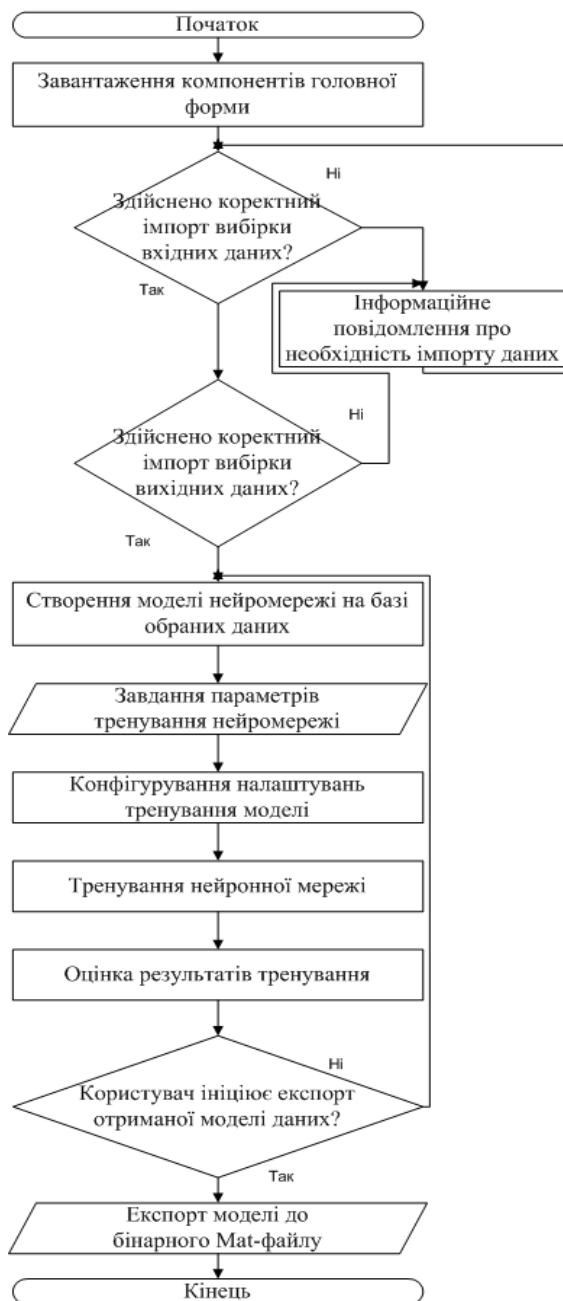 Початок
Завантаження компонентів головної
форми
Ні
Здійснено коректний
імпорт вибірки
вхідних даних?
Так
Інформаційне
повідомлення про
необхідність імпорту даних
Ні
Здійснено коректний
імпорт вибірки
вихідних даних?
Так
Створення моделі нейромережі на базі
обраних даних
Завдання параметрів
тренування нейромережі
Конфігурування налаштувань
тренування моделі
Тренування нейронної мережі
Оцінка результатів тренування
Ні
Користувач ініціює експорт
отриманої моделі даних?
Так
Експорт моделі до
бінарного Mat-файлу
Кінець